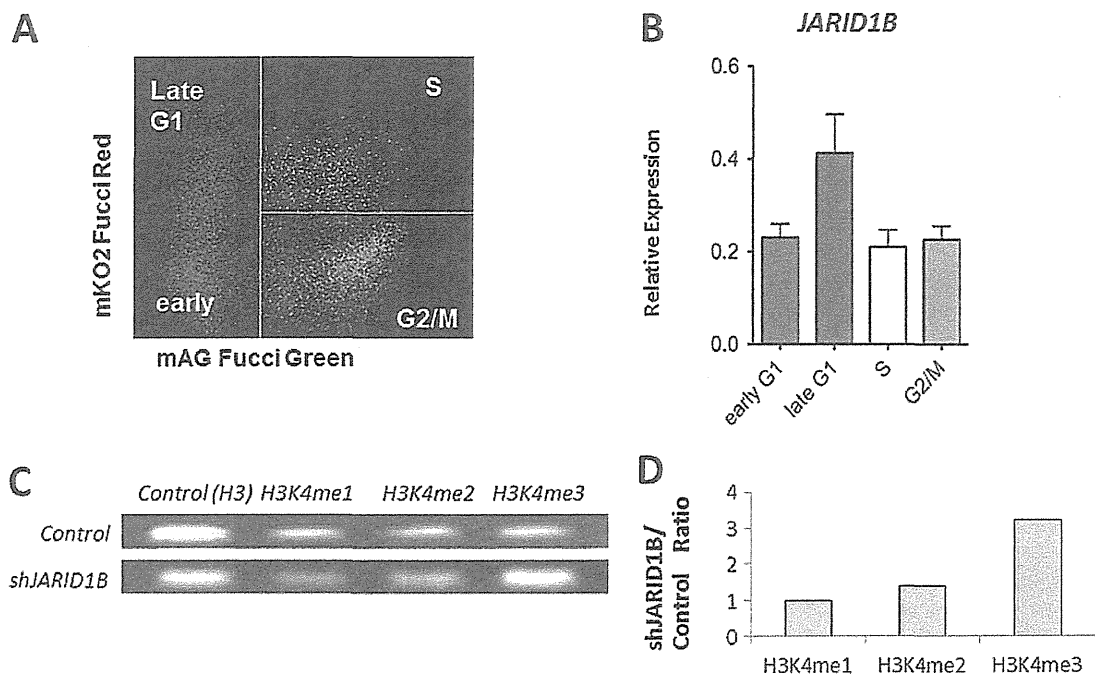 A
Late
G1
S
early
G2/M
mKO2 Fucci Red
mAG Fucci Green
B
JARID1B
Relative Expression
0.6
0.4
0.2
0.0
early G1
late G1
S
G2/M
C
Control (H3) H3K4me1 H3K4me2 H3K4me3
Control
shJARID1B
D
shJARID1B/
Control Ratio
4
3
2
1
0
H3K4me1 H3K4me2 H3K4me3